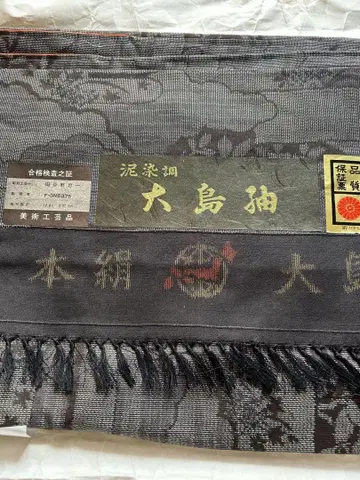 合格検査之証
美術工芸品
泥染調
大島紬
品質
保証票
本絹
大島